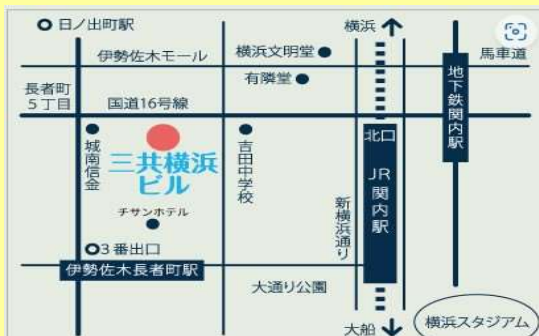 日ノ出町駅
横浜
伊勢佐木モール
横浜文明堂
馬車道
有隣堂
長者町
5丁目
国道16号線
地下鉄関内駅
北口
JR関内駅
城南信金
三共横浜
ビル
吉田中学校
チサンホテル
新横浜通り
3番出口
伊勢佐木長者町駅
大通り公園
大船
横浜スタジアム